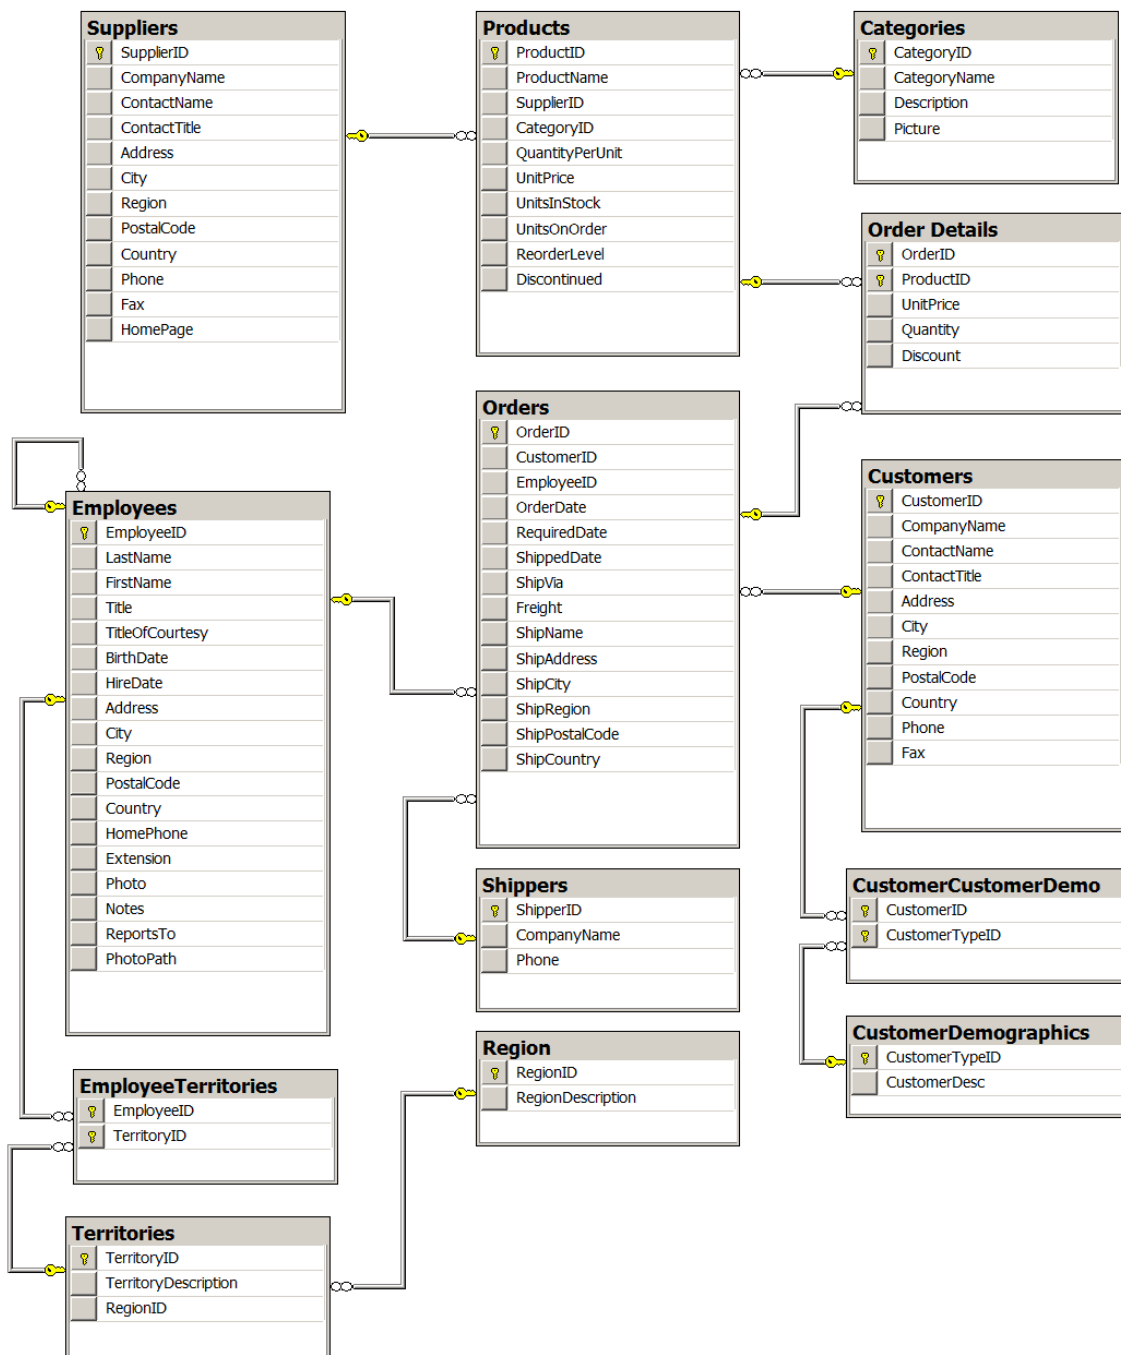 Suppliers
SupplierID
CompanyName
ContactName
ContactTitle
Address
City
Region
PostalCode
Country
Phone
Fax
HomePage
Products
ProductID
ProductName
SupplierID
CategoryID
QuantityPerUnit
UnitPrice
UnitsInStock
UnitsOnOrder
ReorderLevel
Discontinued
Categories
CategoryID
CategoryName
Description
Picture
Order Details
OrderID
ProductID
UnitPrice
Quantity
Discount
Employees
EmployeeID
LastName
FirstName
Title
TitleOfCourtesy
BirthDate
HireDate
Address
City
Region
PostalCode
Country
HomePhone
Extension
Photo
Notes
ReportsTo
PhotoPath
Orders
OrderID
CustomerID
EmployeeID
OrderDate
RequiredDate
ShippedDate
ShipVia
Freight
ShipName
ShipAddress
ShipCity
ShipRegion
ShipPostalCode
ShipCountry
Customers
CustomerID
CompanyName
ContactName
ContactTitle
Address
City
Region
PostalCode
Country
Phone
Fax
Shippers
ShipperID
CompanyName
Phone
CustomerCustomerDemo
CustomerID
CustomerTypeID
CustomerDemographics
CustomerTypeID
CustomerDesc
Region
RegionID
RegionDescription
EmployeeTerritories
EmployeeID
TerritoryID
Territories
TerritoryID
TerritoryDescription
RegionID